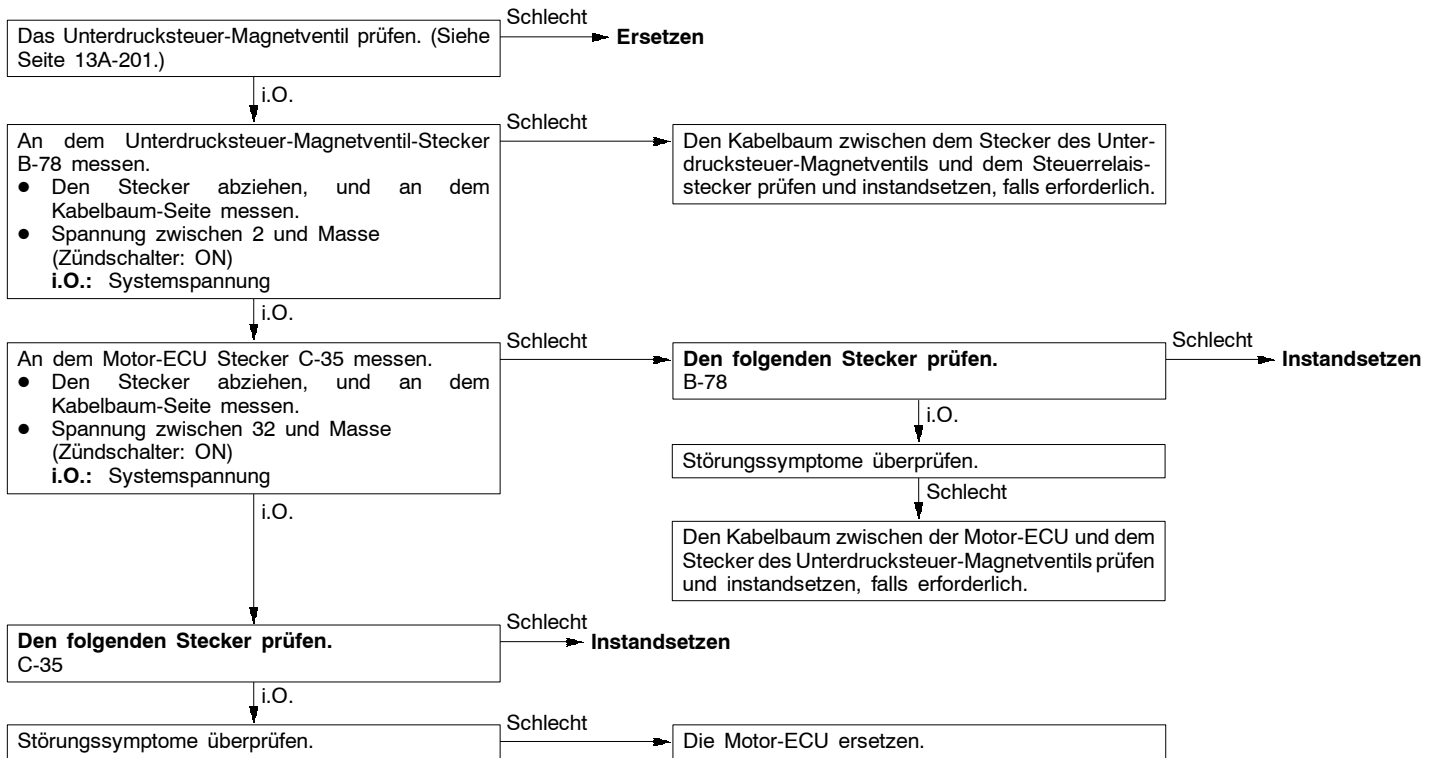 Das Unterdrucksteuer-Magnetventil prüfen. (Siehe
Seite 13A-201.)
Schlecht
Ersetzen
i.O.
An dem Unterdrucksteuer-Magnetventil-Stecker
B-78 messen.
● Den Stecker abziehen, und an dem
Kabelbaum-Seite messen.
● Spannung zwischen 2 und Masse
(Zündschalter: ON)
i.O.: Systemspannung
Schlecht
Den Kabelbaum zwischen dem Stecker des Unter-
drucksteuer-Magnetventils und dem Steuerrelais-
stecker prüfen und instandsetzen, falls erforderlich.
i.O.
An dem Motor-ECU Stecker C-35 messen.
● Den Stecker abziehen, und an dem
Kabelbaum-Seite messen.
● Spannung zwischen 32 und Masse
(Zündschalter: ON)
i.O.: Systemspannung
Schlecht
Den folgenden Stecker prüfen.
B-78
Schlecht
Instandsetzen
i.O.
Störungssymptome überprüfen.
Schlecht
Den Kabelbaum zwischen der Motor-ECU und dem
Stecker des Unterdrucksteuer-Magnetventils prüfen
und instandsetzen, falls erforderlich.
i.O.
Den folgenden Stecker prüfen.
C-35
Schlecht
Instandsetzen
i.O.
Störungssymptome überprüfen.
Schlecht
Die Motor-ECU ersetzen.